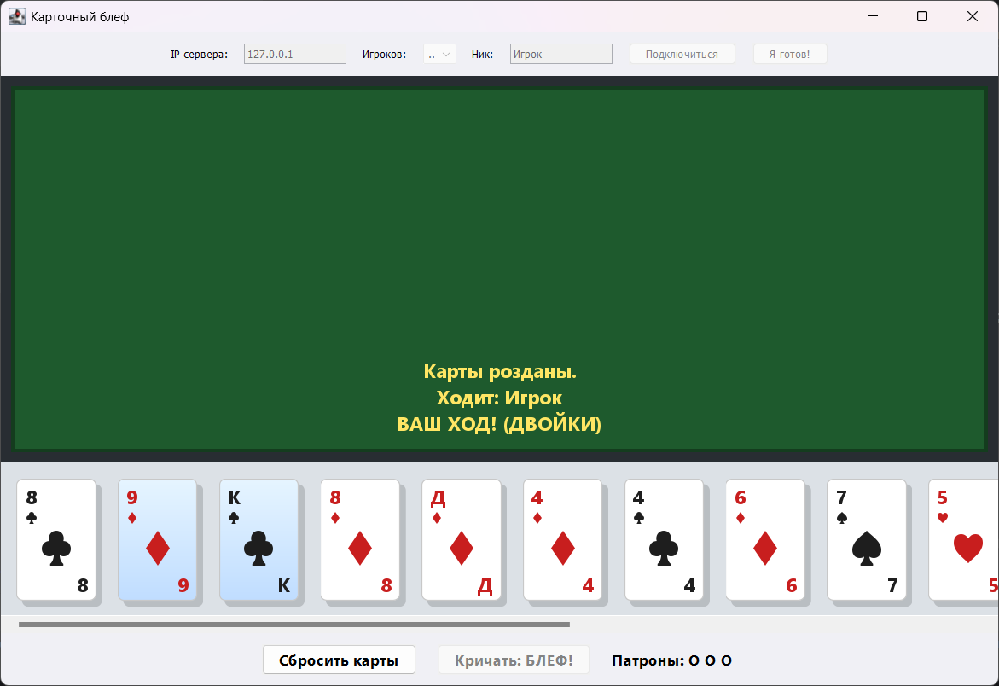 Карточный блеф
IP сервера: 127.0.0.1 Игроков: .. Ник: Игрок Подключиться Я готов!
Карты розданы.
Ходит: Игрок
ВАШ ХОД! (ДВОЙКИ)
8 9 К 8 Д 4 4 6 7 5
8 9 К 8 Д 4 4 6 7 5
Сбросить карты Кричать: БЛЕФ! Патроны: О О О